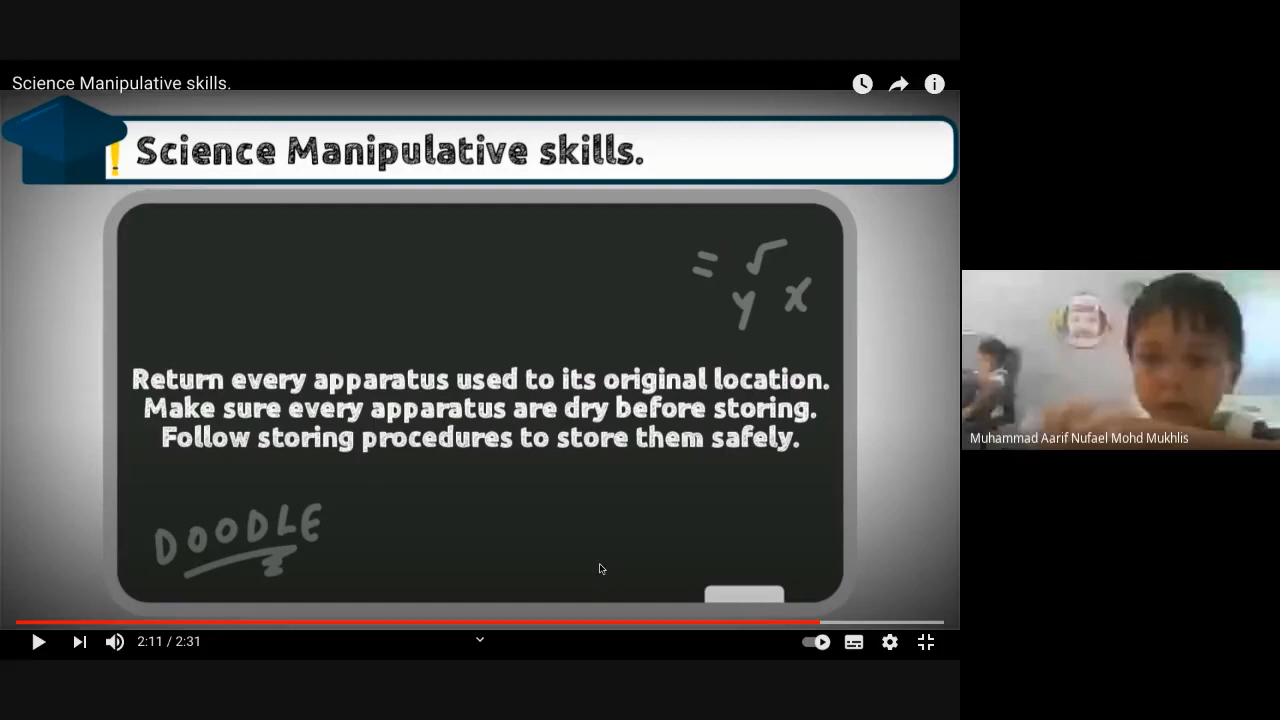 Science Manipulative skills.
Science Manipulative skills.
= √
y x
Return every apparatus used to its original location.
Make sure every apparatus are dry before storing.
Follow storing procedures to store them safely.
DOODLE
2:11 / 2:31
Muhammad Aarif Nufael Mohd Mukhlis